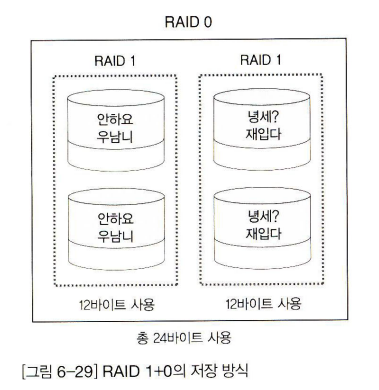 RAID 0
RAID 1
RAID 1
안하요
우남니
녕세?
재입다
안하요
우남니
녕세?
재입다
12바이트 사용
12바이트 사용
총 24바이트 사용
[그림 6-29] RAID 1+0의 저장 방식